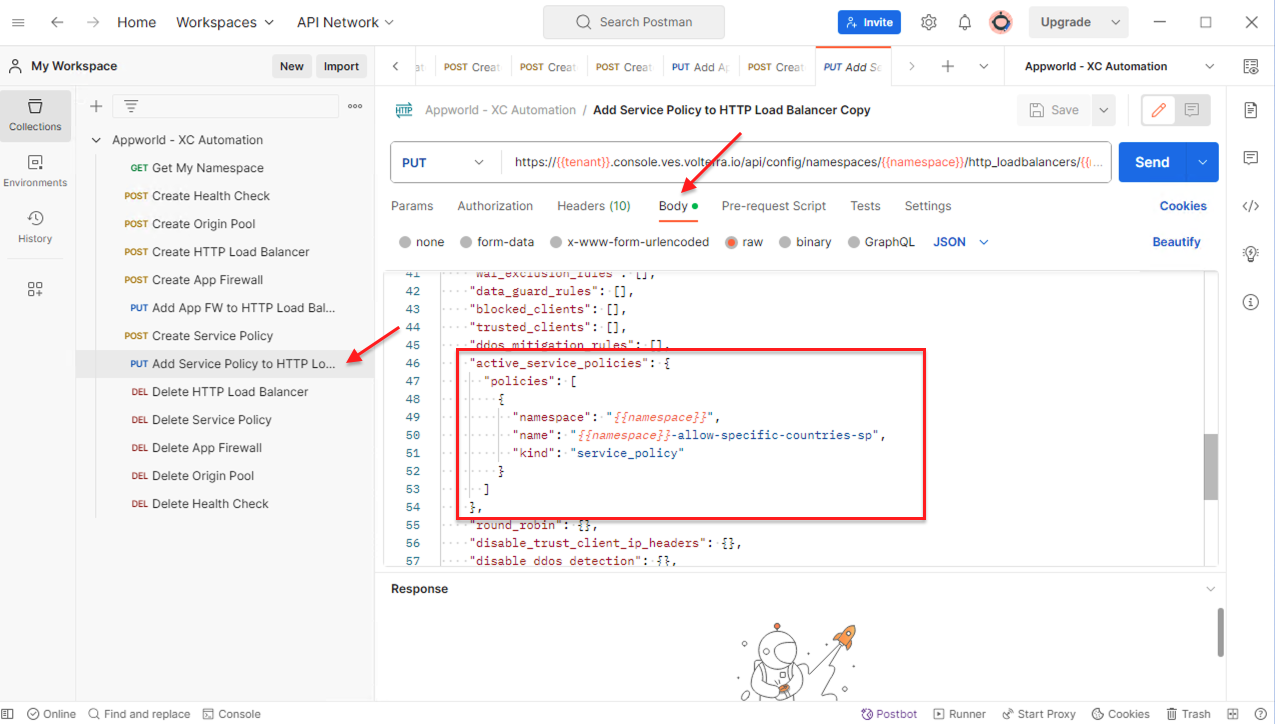 Home Workspaces API Network Search Postman Invite Upgrade
My Workspace New Import
POST Creat POST Creat POST Creat PUT Add Ap POST Creat PUT Add Se Appworld - XC Automation
Collections
Environments
History
Appworld - XC Automation
GET Get My Namespace
POST Create Health Check
POST Create Origin Pool
POST Create HTTP Load Balancer
POST Create App Firewall
PUT Add App FW to HTTP Load Bal...
POST Create Service Policy
PUT Add Service Policy to HTTP Lo...
DEL Delete HTTP Load Balancer
DEL Delete Service Policy
DEL Delete App Firewall
DEL Delete Origin Pool
DEL Delete Health Check
HTTP Appworld - XC Automation / Add Service Policy to HTTP Load Balancer Copy Save
PUT https://{{tenant}}.console.ves.volterra.io/api/config/namespaces/{{namespace}}/http_loadbalancers/{{ ... Send
Params Authorization Headers (10) Body Pre-request Script Tests Settings Cookies
none form-data x-www-form-urlencoded raw binary GraphQL JSON Beautify
41 "waf_exclusion_rules": [],
42 "data_guard_rules": [],
43 "blocked_clients": [],
44 "trusted_clients": [],
45 "ddos_mitigation_rules": [],
46 "active_service_policies": {
47 "policies": [
48 {
49 "namespace": "{{namespace}}",
50 "name": "{{namespace}}-allow-specific-countries-sp",
51 "kind": "service_policy"
52 }
53 ]
54 },
55 "round_robin": {},
56 "disable_trust_client_ip_headers": {},
57 "disable_ddos_detection": {},
Response
Online Find and replace Console Postbot Runner Start Proxy Cookies Trash